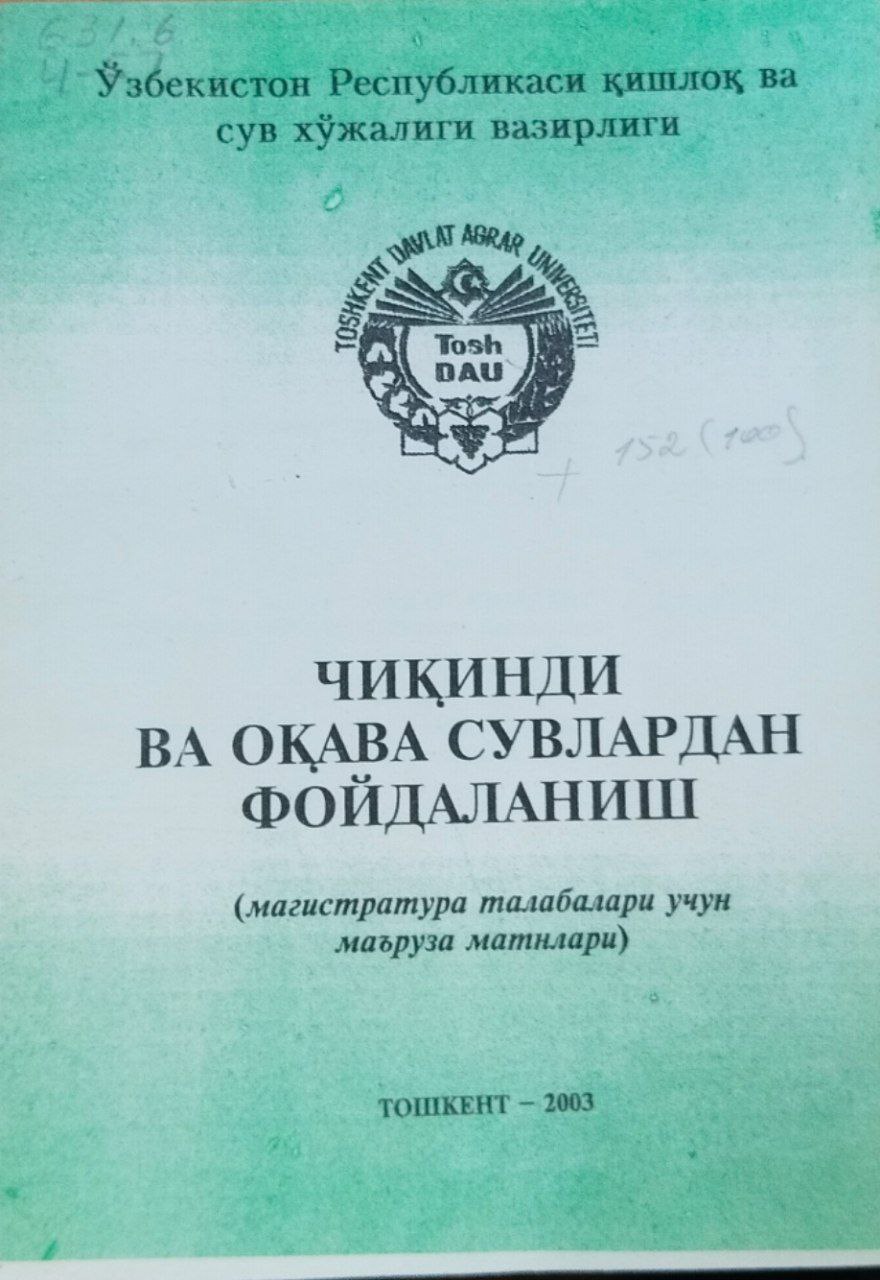 631.6
Ўзбекистон Республикаси қишлоқ ва
сув хўжалиги вазирлиги
TOSHKENT DAVLAT AGRAR UNIVERSITETI
Tosh
DAU
152 (100)
ЧИҚИНДИ
ВА ОҚАВА СУВЛАРДАН
ФОЙДАЛАНИШ
(магистратура талабалари учун
маъруза матнлари)
ТОШКЕНТ – 2003